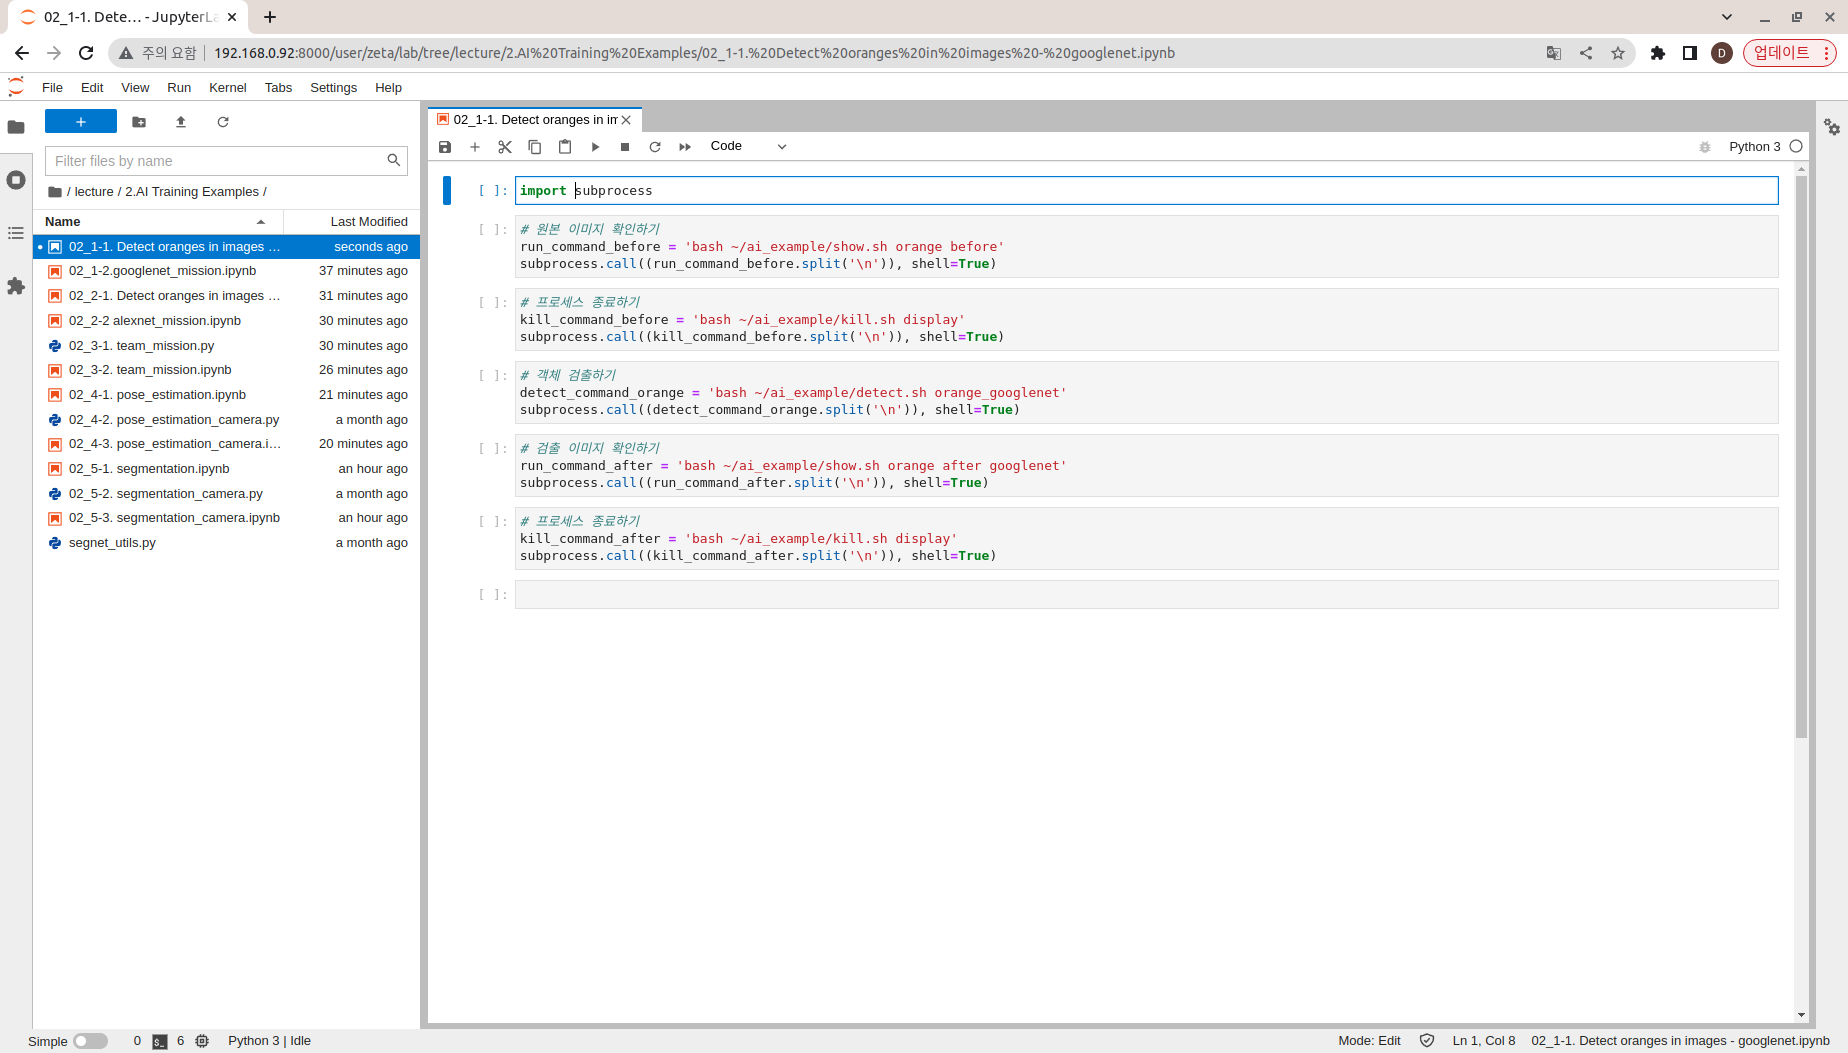 02_1-1. Dete… - JupyterLa
주의 요함
192.168.0.92:8000/user/zeta/lab/tree/lecture/2.AI%20Training%20Examples/02_1-1.%20Detect%20oranges%20in%20images%20-%20googlenet.ipynb
D
업데이트
File Edit View Run Kernel Tabs Settings Help
Filter files by name
/ lecture / 2.AI Training Examples /
Name Last Modified
02_1-1. Detect oranges in images … seconds ago
02_1-2.googlenet_mission.ipynb 37 minutes ago
02_2-1. Detect oranges in images … 31 minutes ago
02_2-2 alexnet_mission.ipynb 30 minutes ago
02_3-1. team_mission.py 30 minutes ago
02_3-2. team_mission.ipynb 26 minutes ago
02_4-1. pose_estimation.ipynb 21 minutes ago
02_4-2. pose_estimation_camera.py a month ago
02_4-3. pose_estimation_camera.i… 20 minutes ago
02_5-1. segmentation.ipynb an hour ago
02_5-2. segmentation_camera.py a month ago
02_5-3. segmentation_camera.ipynb an hour ago
segnet_utils.py a month ago
02_1-1. Detect oranges in im
Code
Python 3
[ ]: import subprocess
[ ]: # 원본 이미지 확인하기
run_command_before = 'bash ~/ai_example/show.sh orange before'
subprocess.call((run_command_before.split('\n')), shell=True)
[ ]: # 프로세스 종료하기
kill_command_before = 'bash ~/ai_example/kill.sh display'
subprocess.call((kill_command_before.split('\n')), shell=True)
[ ]: # 객체 검출하기
detect_command_orange = 'bash ~/ai_example/detect.sh orange_googlenet'
subprocess.call((detect_command_orange.split('\n')), shell=True)
[ ]: # 검출 이미지 확인하기
run_command_after = 'bash ~/ai_example/show.sh orange after googlenet'
subprocess.call((run_command_after.split('\n')), shell=True)
[ ]: # 프로세스 종료하기
kill_command_after = 'bash ~/ai_example/kill.sh display'
subprocess.call((kill_command_after.split('\n')), shell=True)
[ ]:
Simple 0 $_ 6 Python 3 | Idle Mode: Edit Ln 1, Col 8 02_1-1. Detect oranges in images - googlenet.ipynb